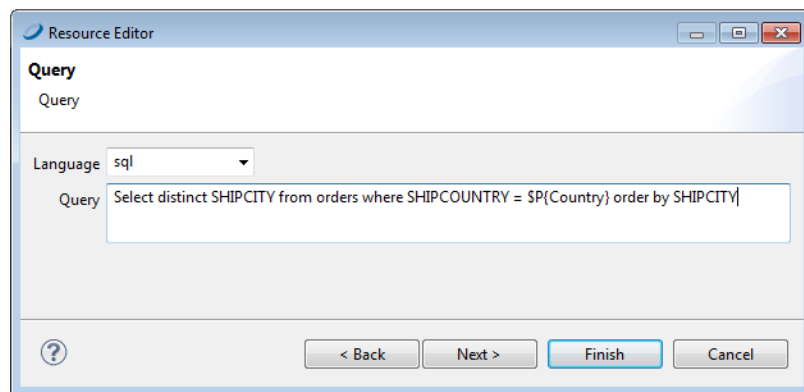 Resource Editor
Query
Query
Language sql
Query Select distinct SHIPCITY from orders where SHIPCOUNTRY = $P{Country} order by SHIPCITY
? < Back Next > Finish Cancel